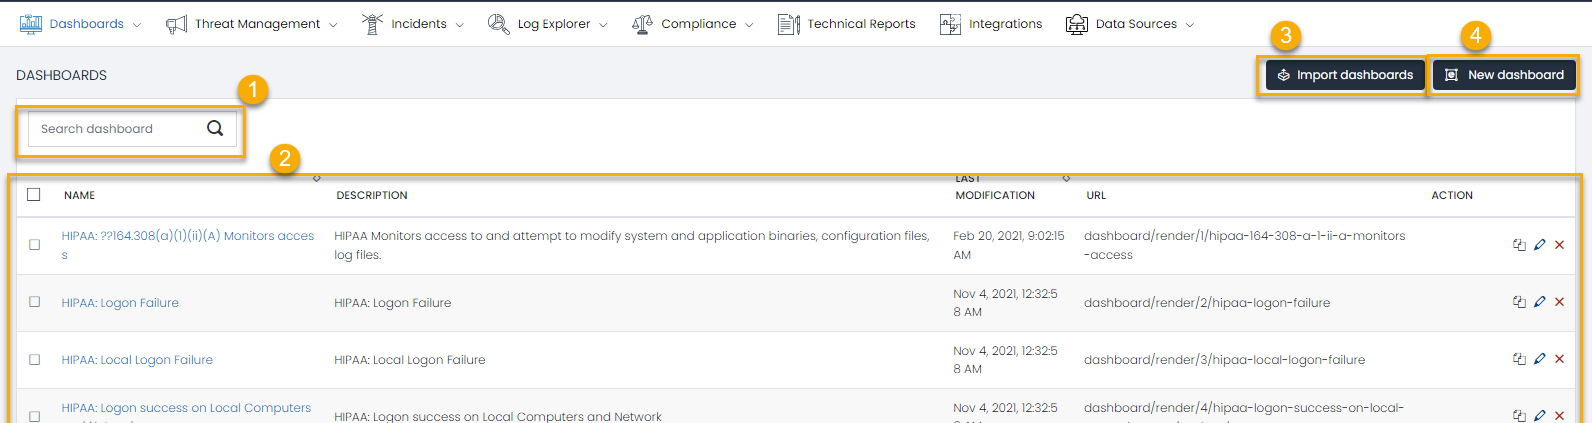 Dashboards Threat Management Incidents Log Explorer Compliance Technical Reports Integrations Data Sources
3 4
DASHBOARDS
Import dashboards New dashboard
1
Search dashboard
2
NAME DESCRIPTION LAST MODIFICATION URL ACTION
HIPAA: ??164.308(a)(1)(ii)(A) Monitors acces
s
HIPAA Monitors access to and attempt to modify system and application binaries, configuration files,
log files.
Feb 20, 2021, 9:02:15
AM
dashboard/render/1/hipaa-164-308-a-1-ii-a-monitors
-access
HIPAA: Logon Failure
HIPAA: Logon Failure
Nov 4, 2021, 12:32:5
8 AM
dashboard/render/2/hipaa-logon-failure
HIPAA: Local Logon Failure
HIPAA: Local Logon Failure
Nov 4, 2021, 12:32:5
8 AM
dashboard/render/3/hipaa-local-logon-failure
HIPAA: Logon success on Local Computers
HIPAA: Logon success on Local Computers and Network
Nov 4, 2021, 12:32:5
dashboard/render/4/hipaa-logon-success-on-local-